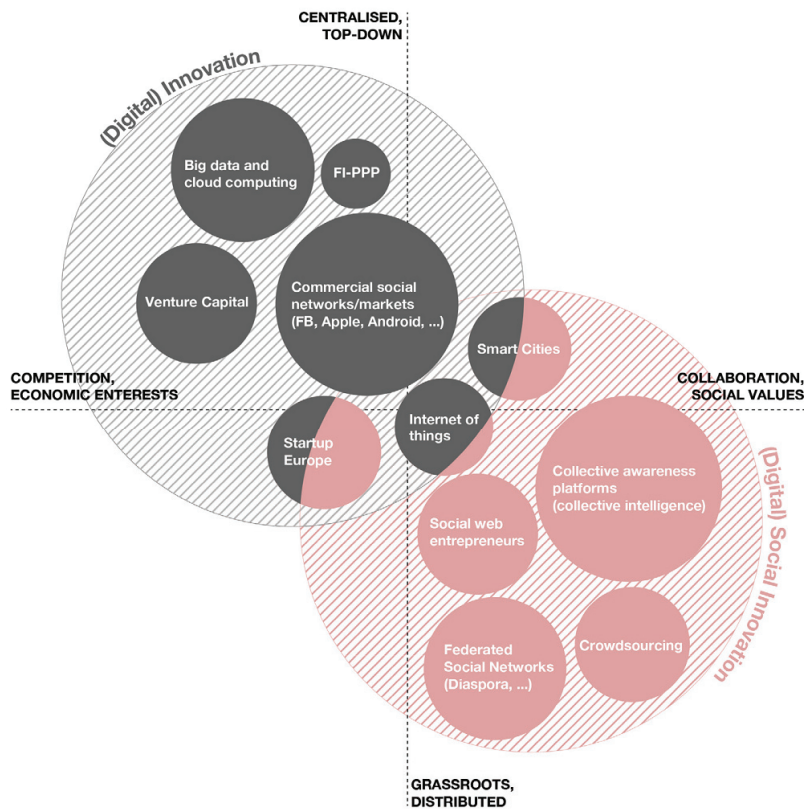 CENTRALISED,
TOP-DOWN
(Digital) Innovation
Big data and
cloud computing
FI-PPP
Venture Capital
Commercial social
networks/markets
(FB, Apple, Android, ...)
Smart Cities
COMPETITION,
ECONOMIC ENTERESTS
COLLABORATION,
SOCIAL VALUES
Startup
Europe
Internet of
things
Collective awareness
platforms
(collective intelligence)
Social web
entrepreneurs
(Digital) Social Innovation
Federated
Social Networks
(Diaspora, ...)
Crowdsourcing
GRASSROOTS,
DISTRIBUTED